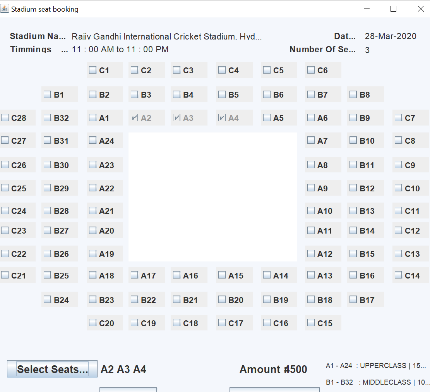 Stadium seat booking
Stadium Na... Rajiv Gandhi International Cricket Stadium. Hyd... Dat... 28-Mar-2020
Timmings ... 11 : 00 AM to 11 : 00 PM Number Of Se... 3
C1 C2 C3 C4 C5 C6
B1 B2 B3 B4 B5 B6 B7 B8
C28 B32 A1 A2 A3 A4 A5 A6 B9 C7
C27 B31 A24 A7 B10 C8
C26 B30 A23 A8 B11 C9
C25 B29 A22 A9 B12 C10
C24 B28 A21 A10 B13 C11
C23 B27 A20 A11 B14 C12
C22 B26 A19 A12 B15 C13
C21 B25 A18 A17 A16 A15 A14 A13 B16 C14
B24 B23 B22 B21 B20 B19 B18 B17
C20 C19 C18 C17 C16 C15
Select Seats... A2 A3 A4 Amount :4500
A1 - A24 : UPPERCLASS | 15...
B1 - B32 : MIDDLECLASS | 10...